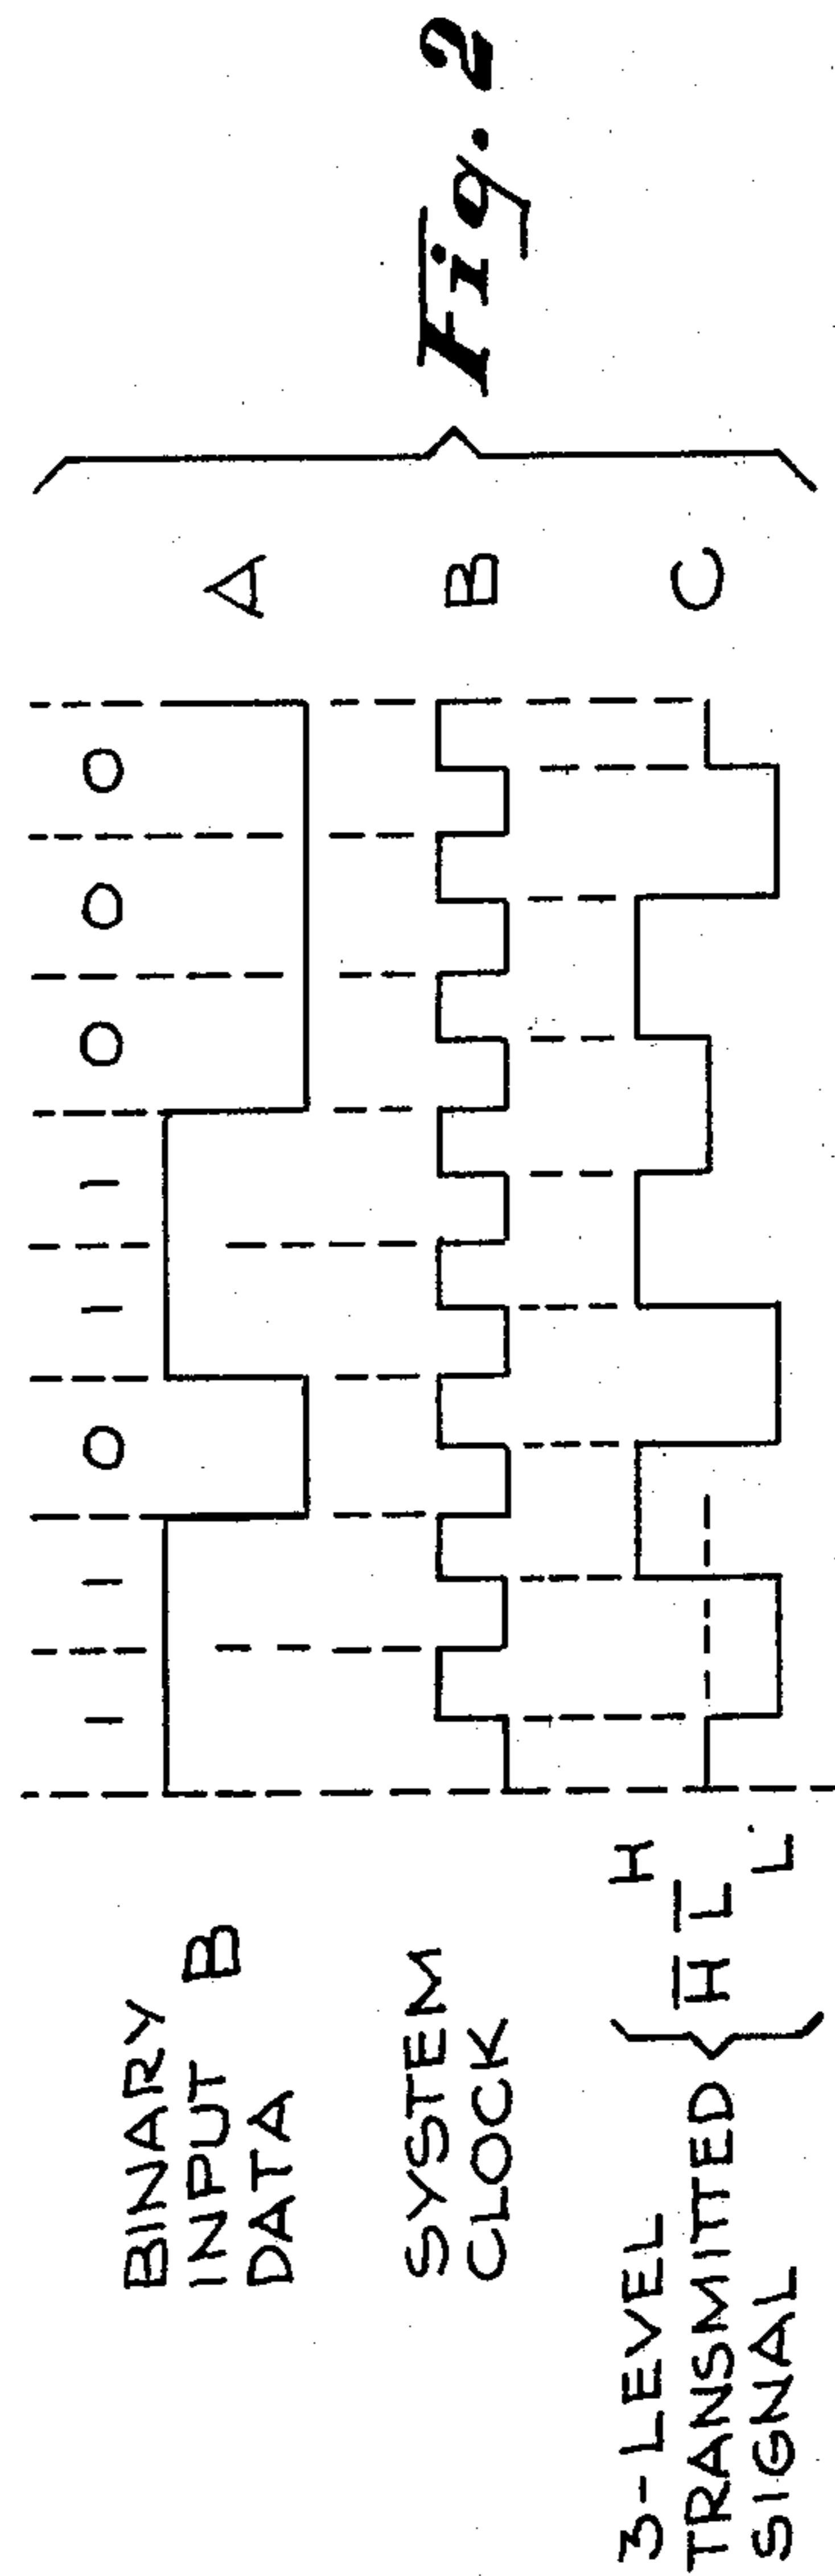 1 1 0 1 1 0 0 0
BINARY
INPUT B
DATA
A
SYSTEM
CLOCK
B
3-LEVEL
TRANSMITTED
SIGNAL
H
H̅ L̅
L
C
Fig. 2